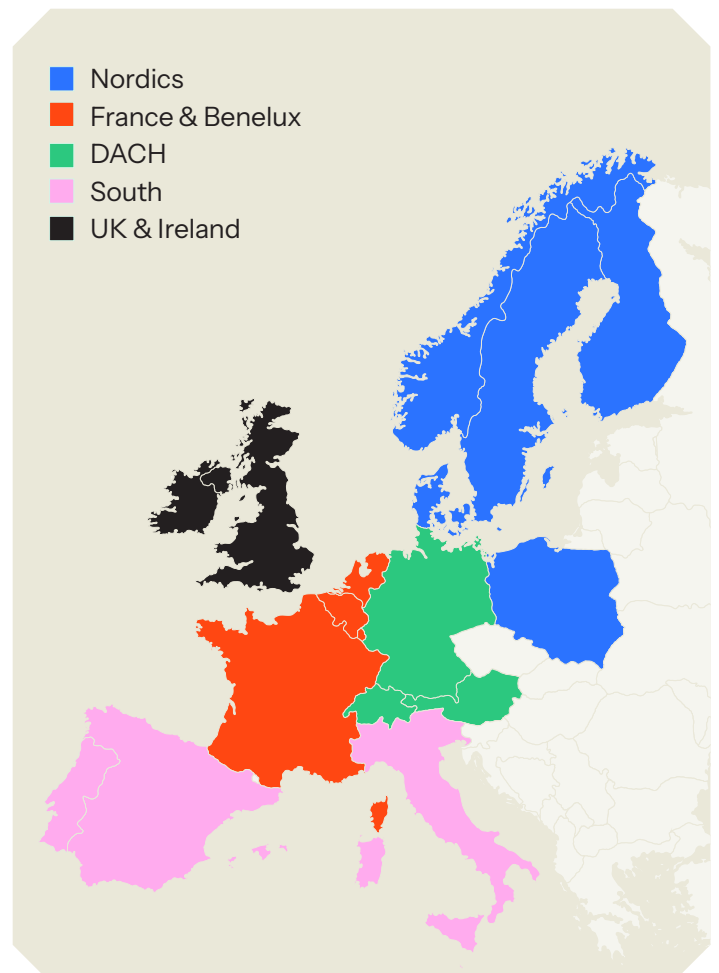 Nordics
France & Benelux
DACH
South
UK & Ireland